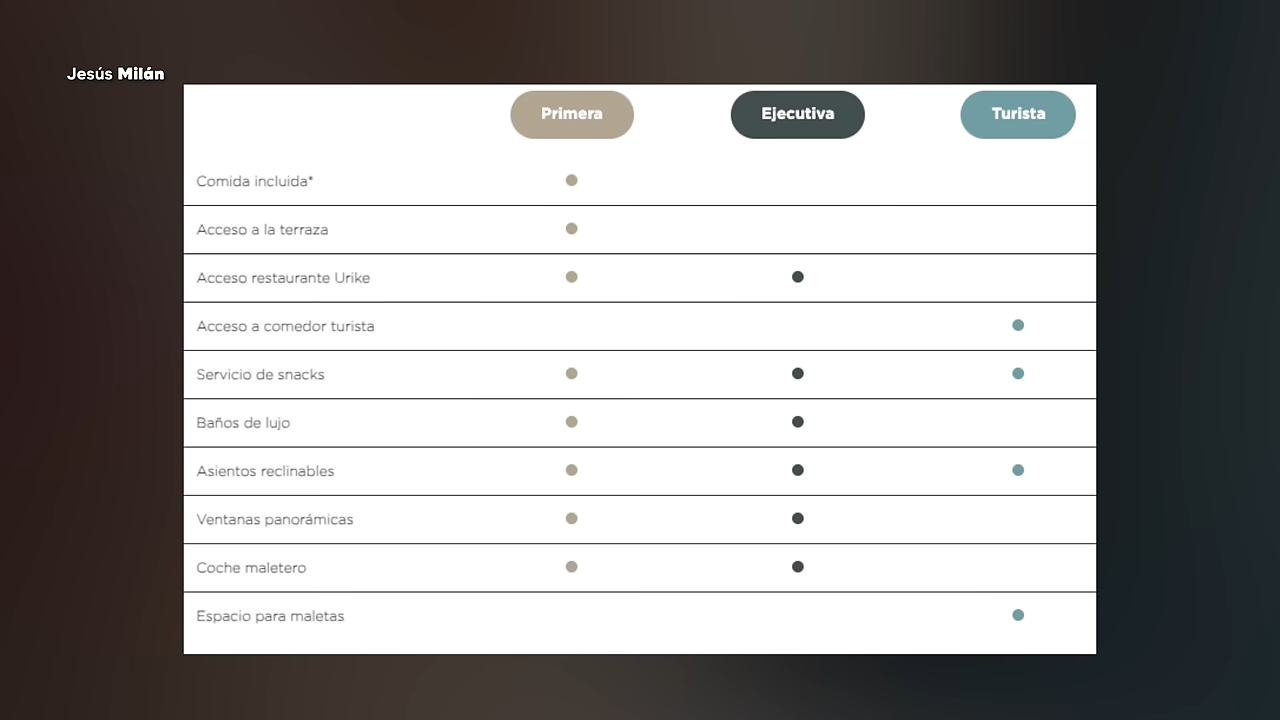 Jesús Milán
Primera Ejecutiva Turista
Comida incluida*
Acceso a la terraza
Acceso restaurante Urike
Acceso a comedor turista
Servicio de snacks
Baños de lujo
Asientos reclinables
Ventanas panorámicas
Coche maletero
Espacio para maletas